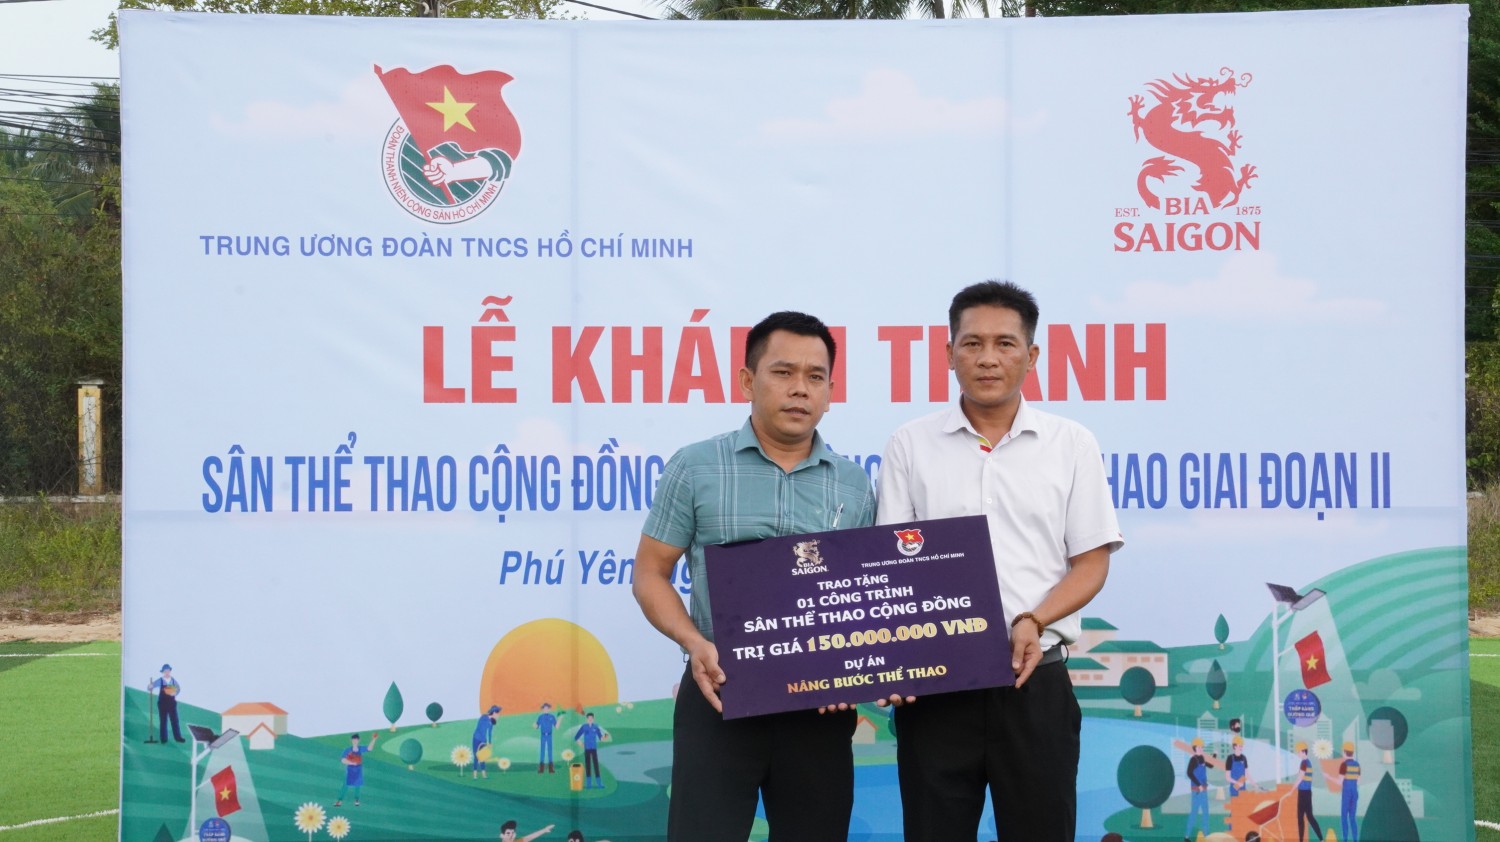 ĐOÀN THANH NIÊN CỘNG SẢN HỒ CHÍ MINH
TRUNG ƯƠNG ĐOÀN TNCS HỒ CHÍ MINH
EST. BIA 1875
SAIGON
LỄ KHÁNH THÀNH
SÂN THỂ THAO CỘNG ĐỒNG THAO GIAI ĐOẠN II
Phú Yên
BIA
SAIGON
TRUNG ƯƠNG ĐOÀN TNCS HỒ CHÍ MINH
TRAO TẶNG
01 CÔNG TRÌNH
SÂN THỂ THAO CỘNG ĐỒNG
TRỊ GIÁ 150.000.000 VNĐ
DỰ ÁN
NÂNG BƯỚC THỂ THAO